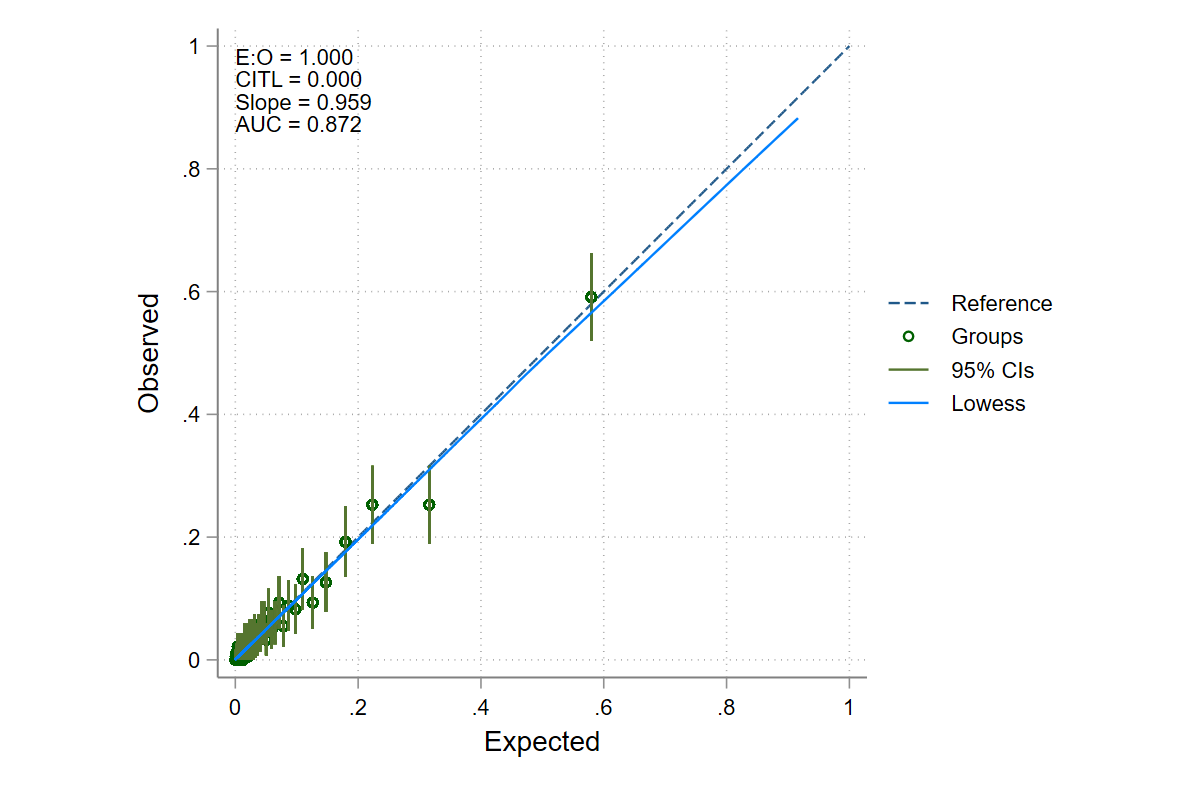 E:O = 1.000
CITL = 0.000
Slope = 0.959
AUC = 0.872
1
.8
.6
.4
.2
0
Observed
0
.2
.4
.6
.8
1
Expected
Reference
Groups
95% CIs
Lowess